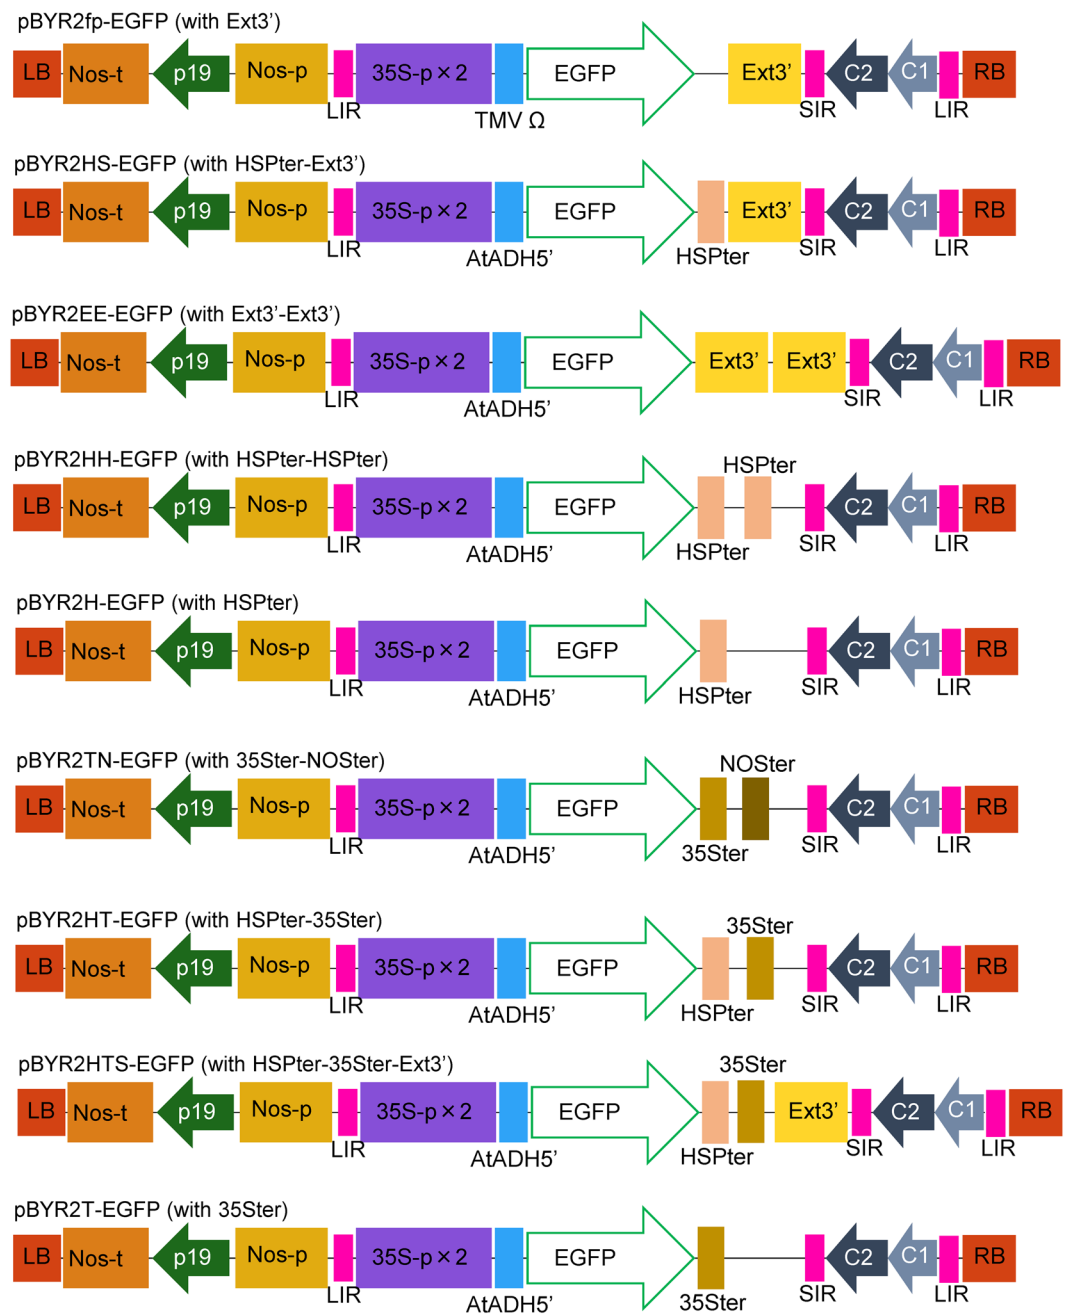 pBYR2fp-EGFP (with Ext3’)
LB Nos-t p19 Nos-p 35S-p×2 EGFP Ext3’ C2 C1 RB
LIR TMV Ω SIR LIR
pBYR2HS-EGFP (with HSPter-Ext3’)
LB Nos-t p19 Nos-p 35S-p×2 EGFP Ext3’ C2 C1 RB
LIR AtADH5’ HSPter SIR LIR
pBYR2EE-EGFP (with Ext3’-Ext3’)
LB Nos-t p19 Nos-p 35S-p×2 EGFP Ext3’ Ext3’ C2 C1 RB
LIR AtADH5’ SIR LIR
pBYR2HH-EGFP (with HSPter-HSPter)
HSPter
LB Nos-t p19 Nos-p 35S-p×2 EGFP C2 C1 RB
LIR AtADH5’ HSPter SIR LIR
pBYR2H-EGFP (with HSPter)
LB Nos-t p19 Nos-p 35S-p×2 EGFP C2 C1 RB
LIR AtADH5’ HSPter SIR LIR
pBYR2TN-EGFP (with 35Ster-NOSter)
NOSter
LB Nos-t p19 Nos-p 35S-p×2 EGFP C2 C1 RB
LIR AtADH5’ 35Ster SIR LIR
pBYR2HT-EGFP (with HSPter-35Ster)
35Ster
LB Nos-t p19 Nos-p 35S-p×2 EGFP C2 C1 RB
LIR AtADH5’ HSPter SIR LIR
pBYR2HTS-EGFP (with HSPter-35Ster-Ext3’)
35Ster
LB Nos-t p19 Nos-p 35S-p×2 EGFP Ext3’ C2 C1 RB
LIR AtADH5’ HSPter SIR LIR
pBYR2T-EGFP (with 35Ster)
LB Nos-t p19 Nos-p 35S-p×2 EGFP C2 C1 RB
LIR AtADH5’ 35Ster SIR LIR